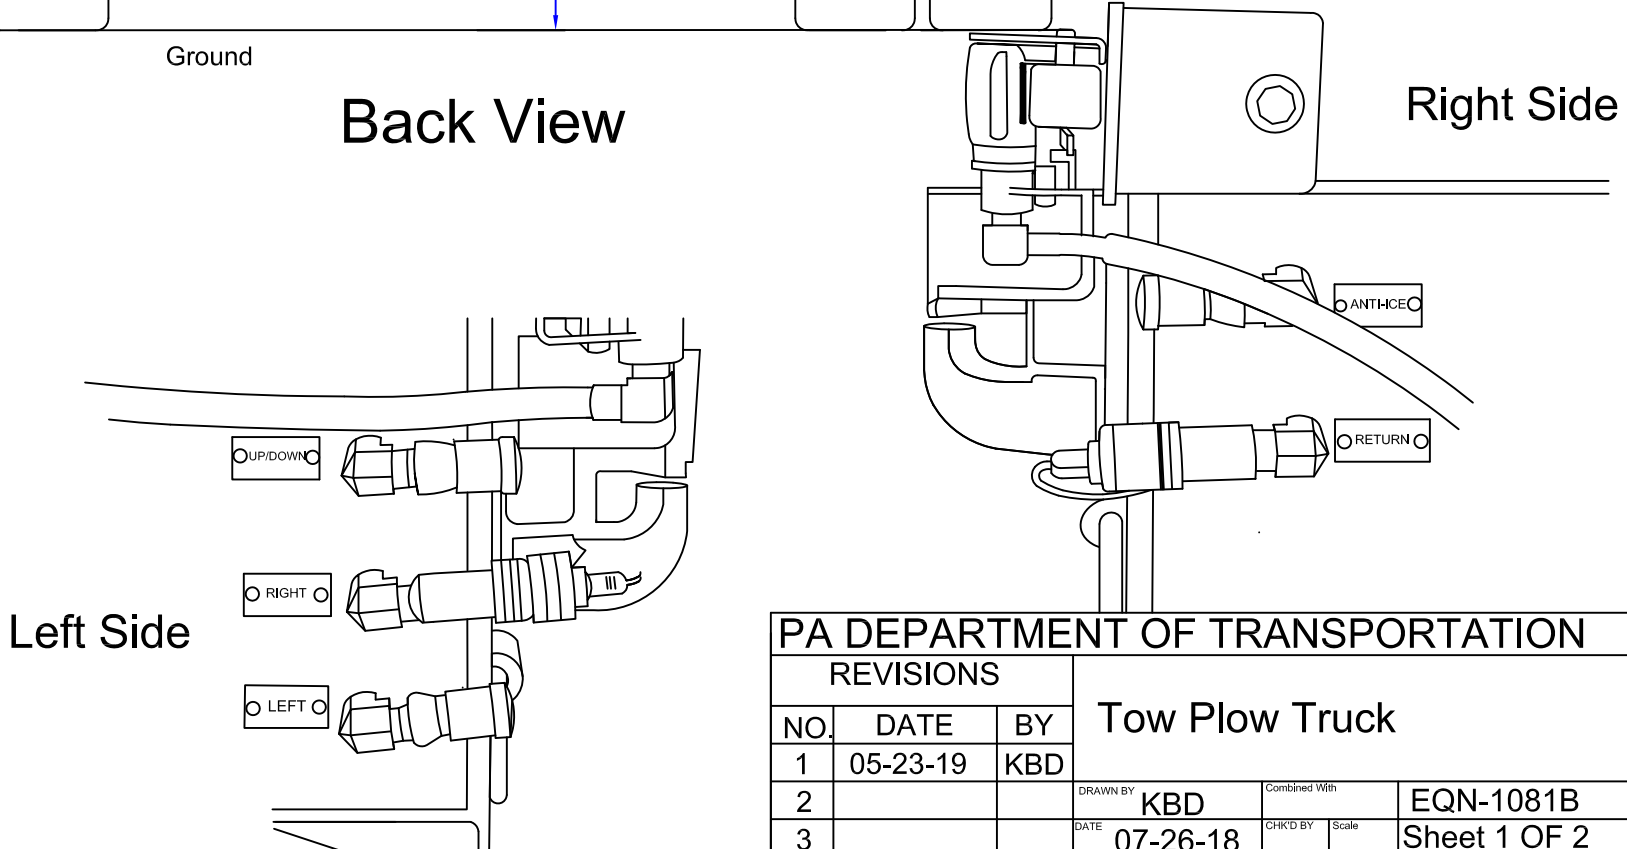 Ground
Back View
Right Side
ANTI-ICE
RETURN
UP/DOWN
RIGHT
Left Side
LEFT
PA DEPARTMENT OF TRANSPORTATION
REVISIONS
Tow Plow Truck
NO. DATE BY
1 05-23-19 KBD
2
DRAWN BY KBD Combined With EQN-1081B
3
DATE 07-26-18 CHK'D BY Scale Sheet 1 OF 2